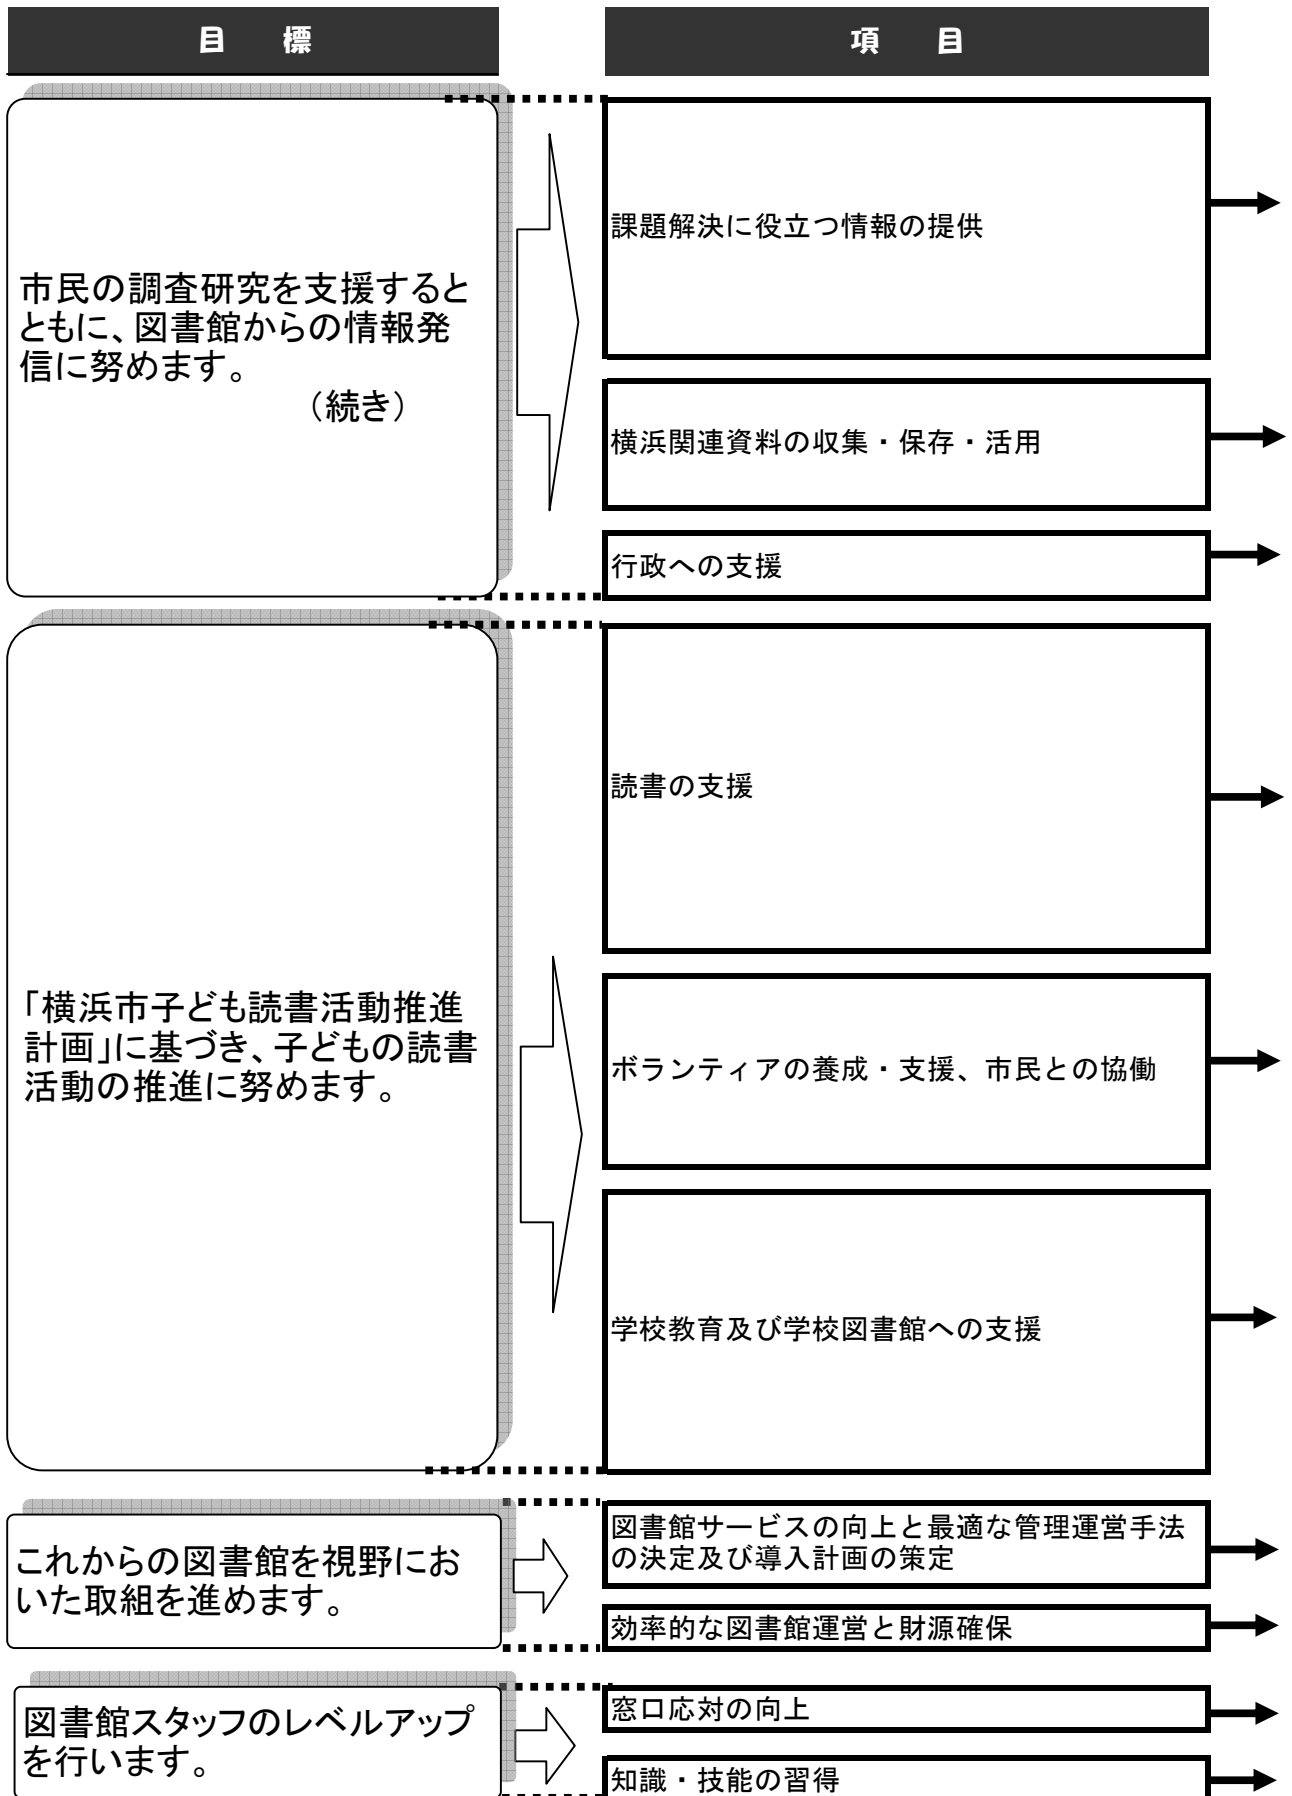 目　標
項　目
市民の調査研究を支援すると
ともに、図書館からの情報発
信に努めます。
（続き）
課題解決に役立つ情報の提供
横浜関連資料の収集・保存・活用
行政への支援
「横浜市子ども読書活動推進
計画」に基づき、子どもの読書
活動の推進に努めます。
読書の支援
ボランティアの養成・支援、市民との協働
学校教育及び学校図書館への支援
これからの図書館を視野にお
いた取組を進めます。
図書館サービスの向上と最適な管理運営手法
の決定及び導入計画の策定
効率的な図書館運営と財源確保
図書館スタッフのレベルアップ
を行います。
窓口応対の向上
知識・技能の習得